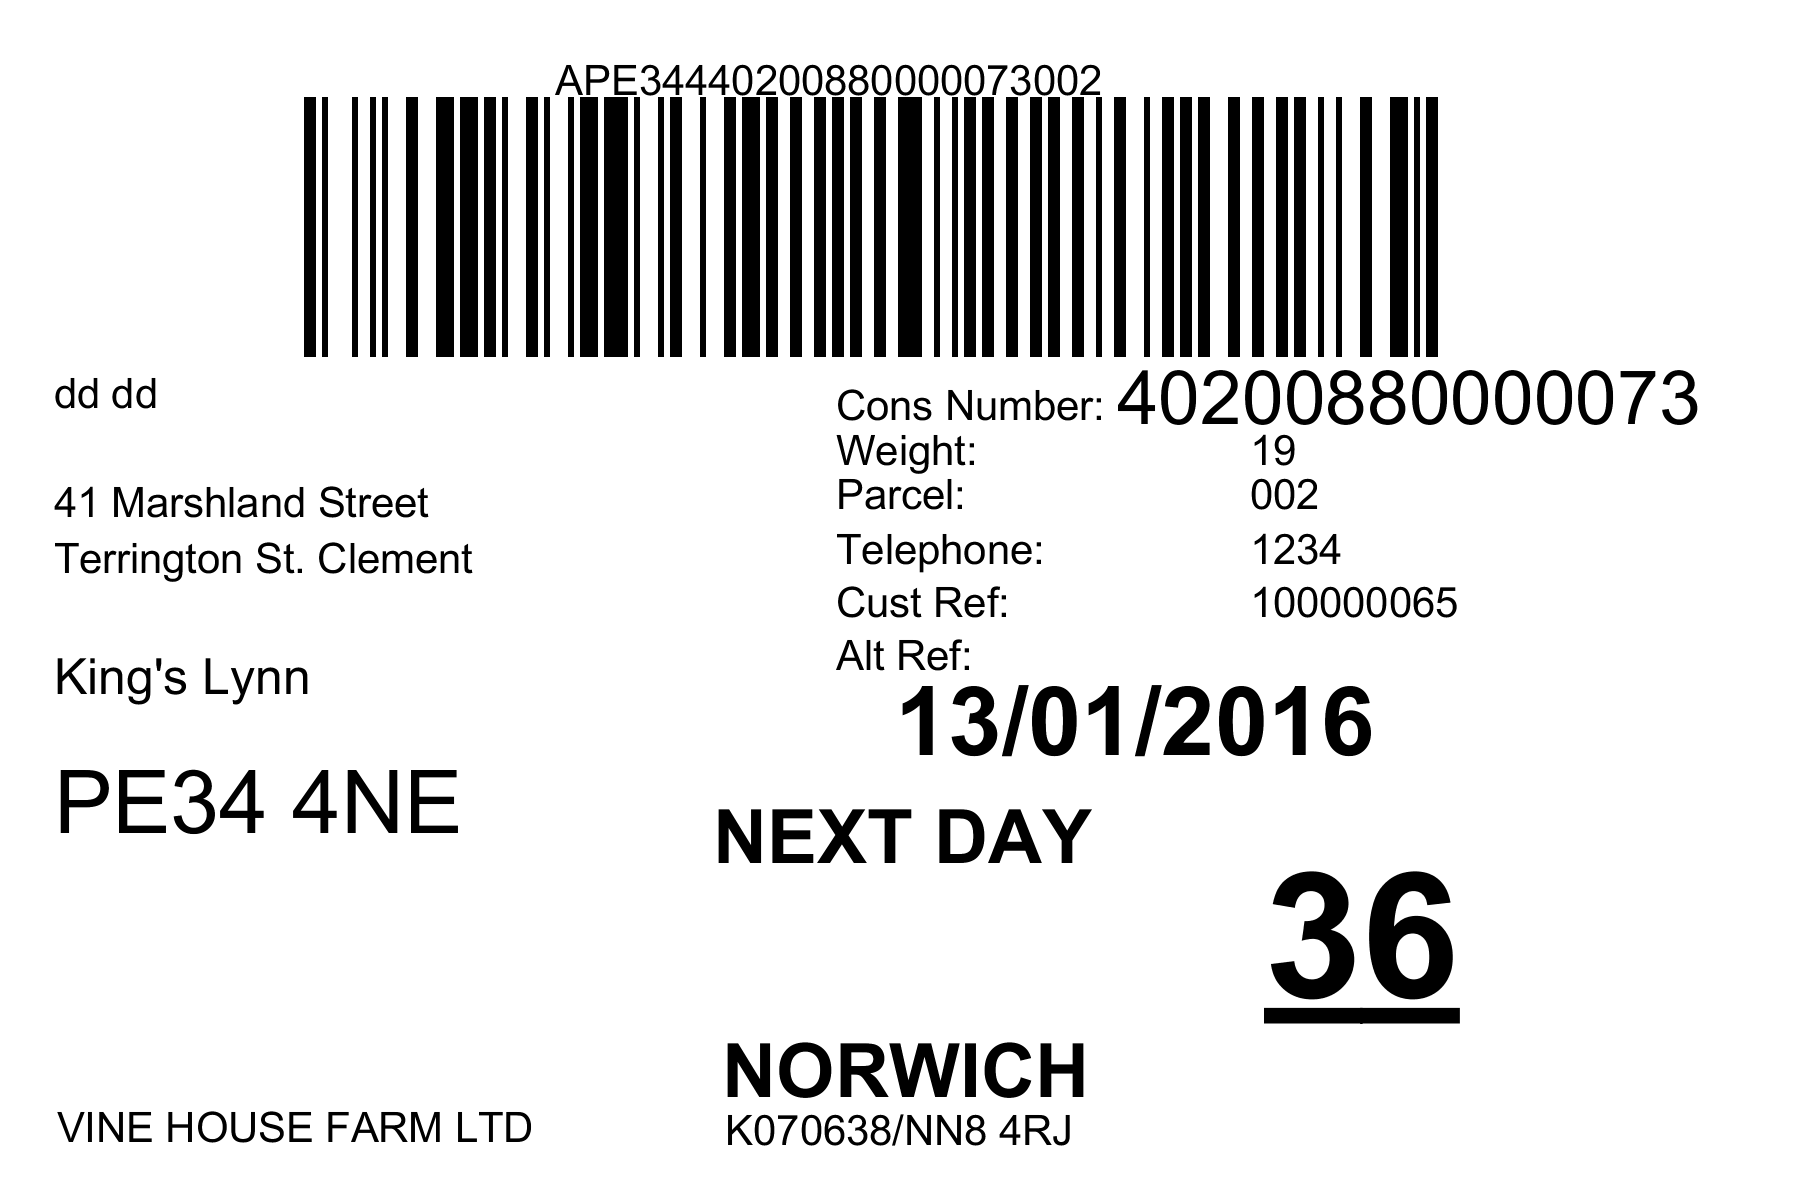 APE34440200880000073002
dd dd
41 Marshland Street
Terrington St. Clement
King's Lynn
PE34 4NE
Cons Number: 40200880000073
Weight: 19
Parcel: 002
Telephone: 1234
Cust Ref: 100000065
Alt Ref:
13/01/2016
NEXT DAY
36
NORWICH
VINE HOUSE FARM LTD
K070638/NN8 4RJ